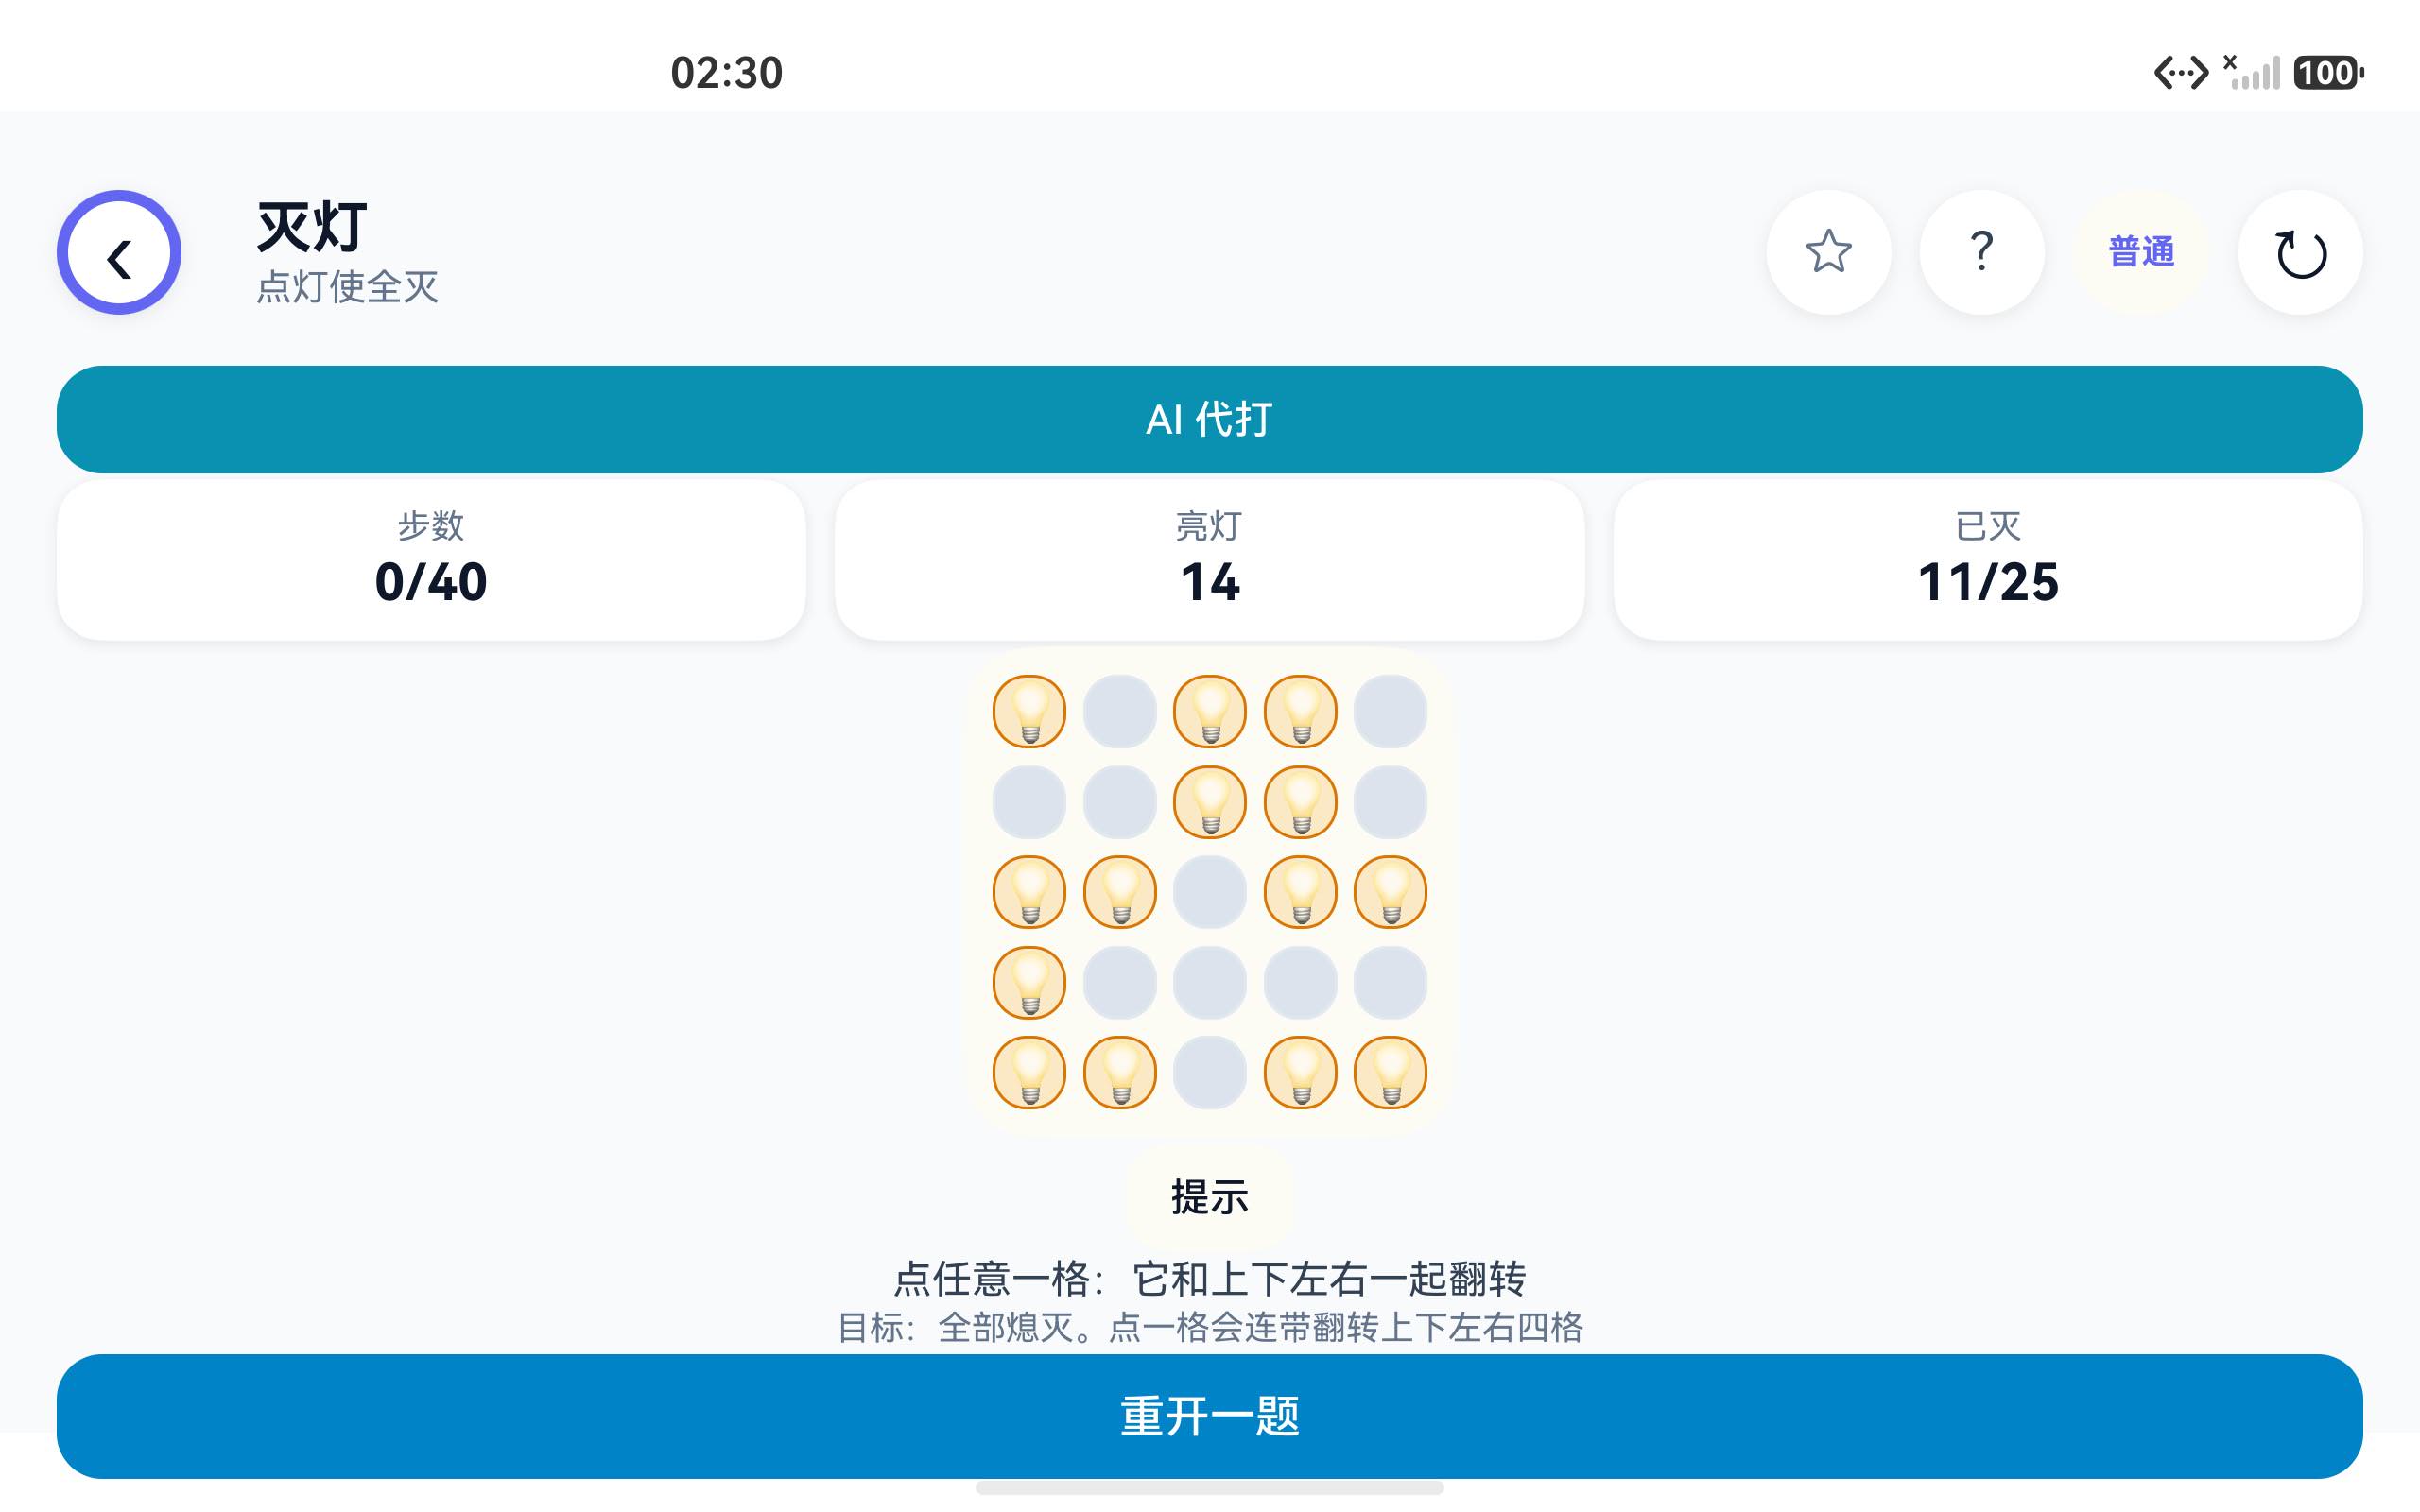 02:30
100
灭灯
点灯使全灭
?
普通
AI 代打
步数
0/40
亮灯
14
已灭
11/25
提示
点任意一格：它和上下左右一起翻转
目标：全部熄灭。点一格会连带翻转上下左右四格
重开一题